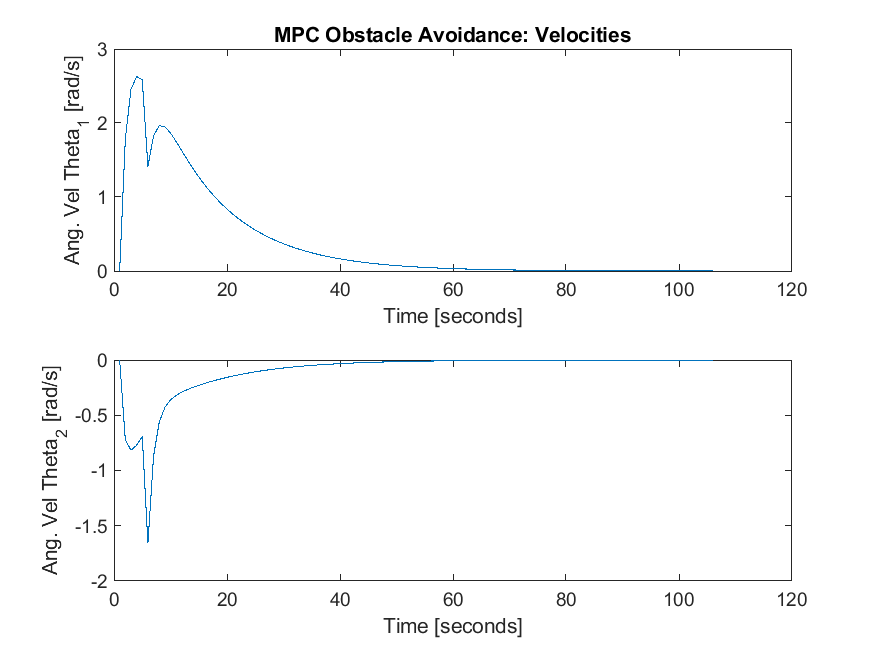 MPC Obstacle Avoidance: Velocities
3
2
1
0
Ang. Vel Theta1 [rad/s]
0 20 40 60 80 100 120
Time [seconds]
0
-0.5
-1
-1.5
-2
Ang. Vel Theta2 [rad/s]
0 20 40 60 80 100 120
Time [seconds]